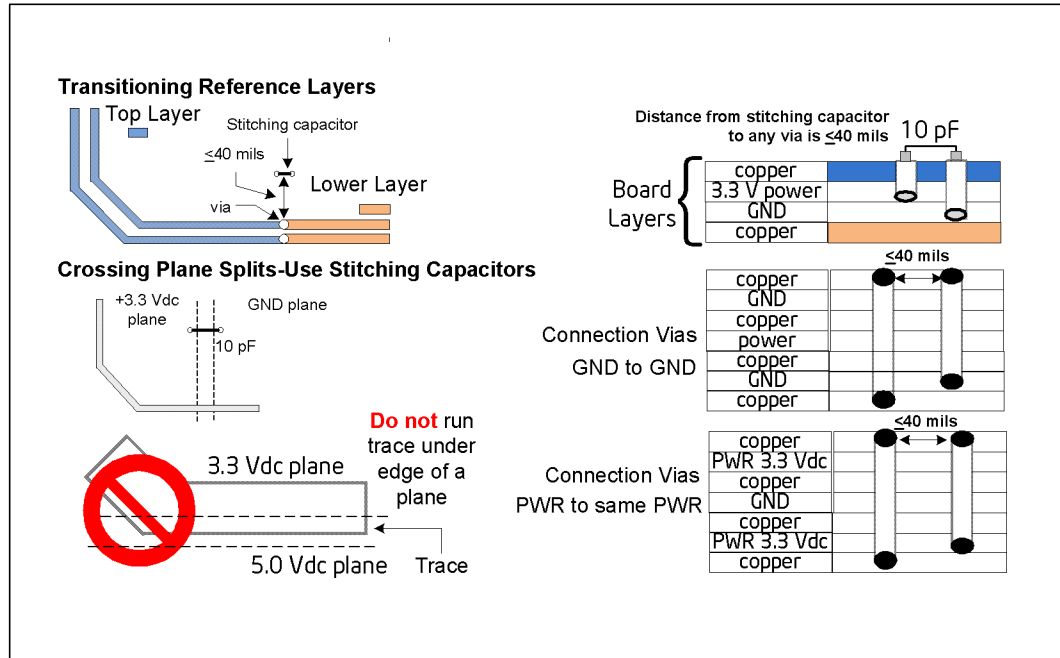 Transitioning Reference Layers
Top Layer
Stitching capacitor
≤40 mils
Lower Layer
via
Crossing Plane Splits-Use Stitching Capacitors
+3.3 Vdc
plane
GND plane
10 pF
Do not run
trace under
edge of a
plane
3.3 Vdc plane
5.0 Vdc plane
Trace
Distance from stitching capacitor
to any via is ≤40 mils
10 pF
Board
Layers
copper
3.3 V power
GND
copper
≤40 mils
Connection Vias
GND to GND
copper
GND
copper
power
copper
GND
copper
≤40 mils
Connection Vias
PWR to same PWR
copper
PWR 3.3 Vdc
copper
GND
copper
PWR 3.3 Vdc
copper